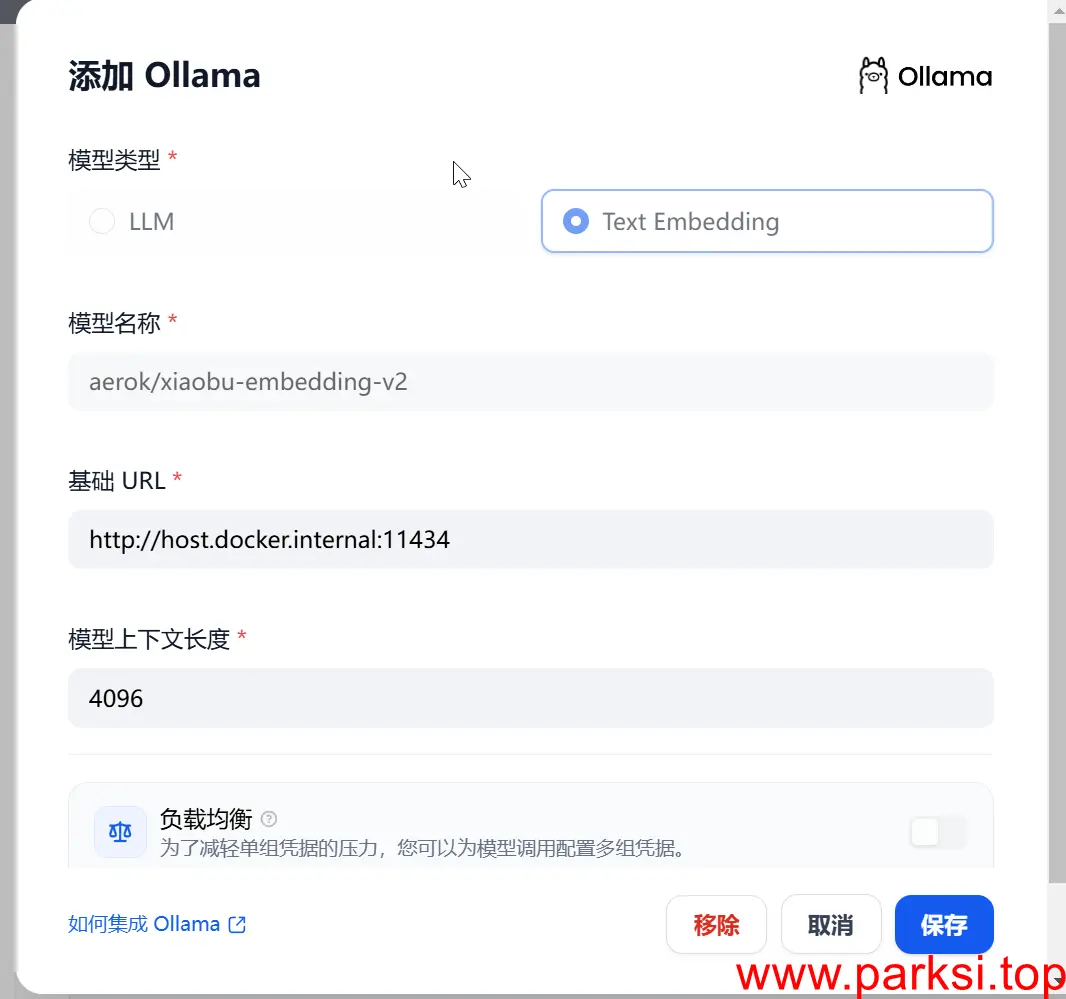 添加 Ollama
Ollama
模型类型 *
LLM
Text Embedding
模型名称 *
aerok/xiaobu-embedding-v2
基础 URL *
http://host.docker.internal:11434
模型上下文长度 *
4096
负载均衡 ?
为了减轻单组凭据的压力，您可以为模型调用配置多组凭据。
如何集成 Ollama
移除
取消
保存
www.parksi.top